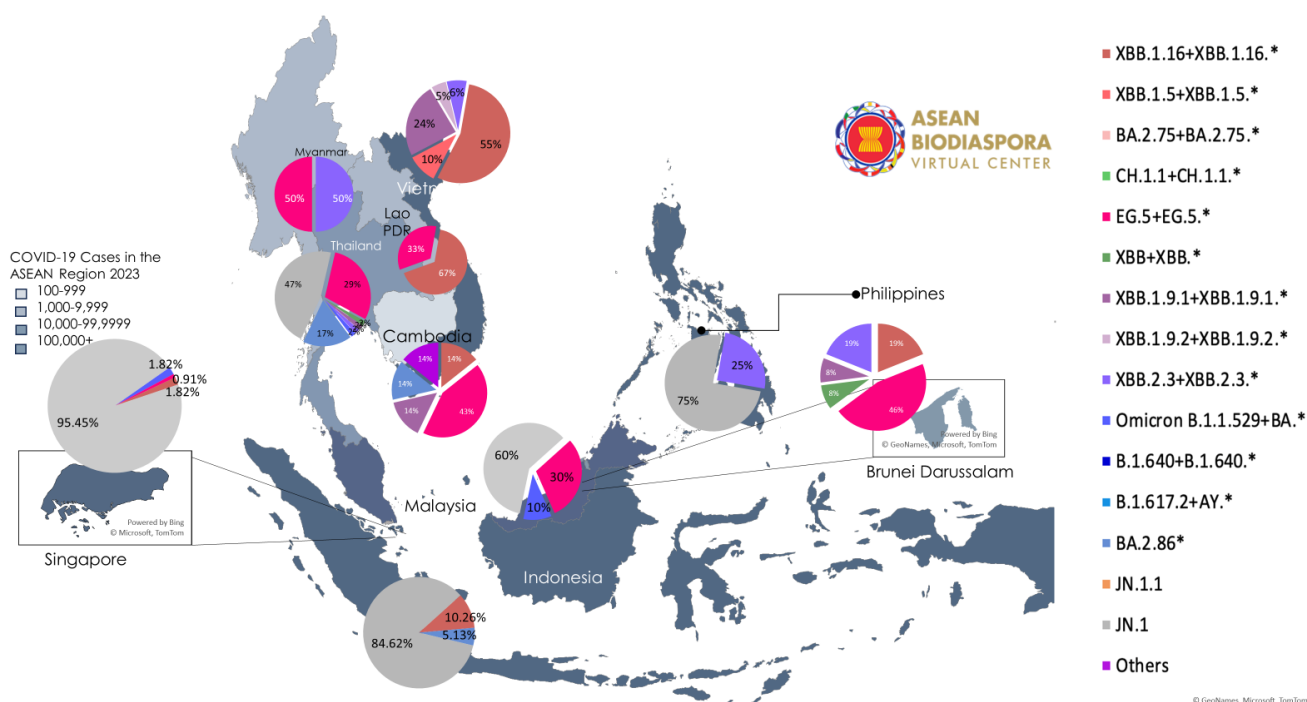 XBB.1.16+XBB.1.16.*
XBB.1.5+XBB.1.5.*
BA.2.75+BA.2.75.*
CH.1.1+CH.1.1.*
EG.5+EG.5.*
XBB+XBB.*
XBB.1.9.1+XBB.1.9.1.*
XBB.1.9.2+XBB.1.9.2.*
XBB.2.3+XBB.2.3.*
Omicron B.1.1.529+BA.*
B.1.640+B.1.640.*
B.1.617.2+AY.*
BA.2.86*
JN.1.1
JN.1
Others
ASEAN
BIODIASPORA
VIRTUAL CENTER
5%
6%
24%
55%
10%
Myanmar
50%
50%
Lao
PDR
33%
67%
Thailand
47%
29%
17%
COVID-19 Cases in the
ASEAN Region 2023
100-999
1,000-9,999
10,000-99,9999
100,000+
Cambodia
14%
14%
14%
14%
43%
Philippines
25%
75%
19%
19%
8%
8%
46%
Powered by Bing
© GeoNames, Microsoft, TomTom
Brunei Darussalam
1.82%
0.91%
1.82%
95.45%
Powered by Bing
© Microsoft, TomTom
Singapore
60%
30%
10%
Malaysia
Indonesia
10.26%
5.13%
84.62%
© GeoNames, Microsoft, TomTom